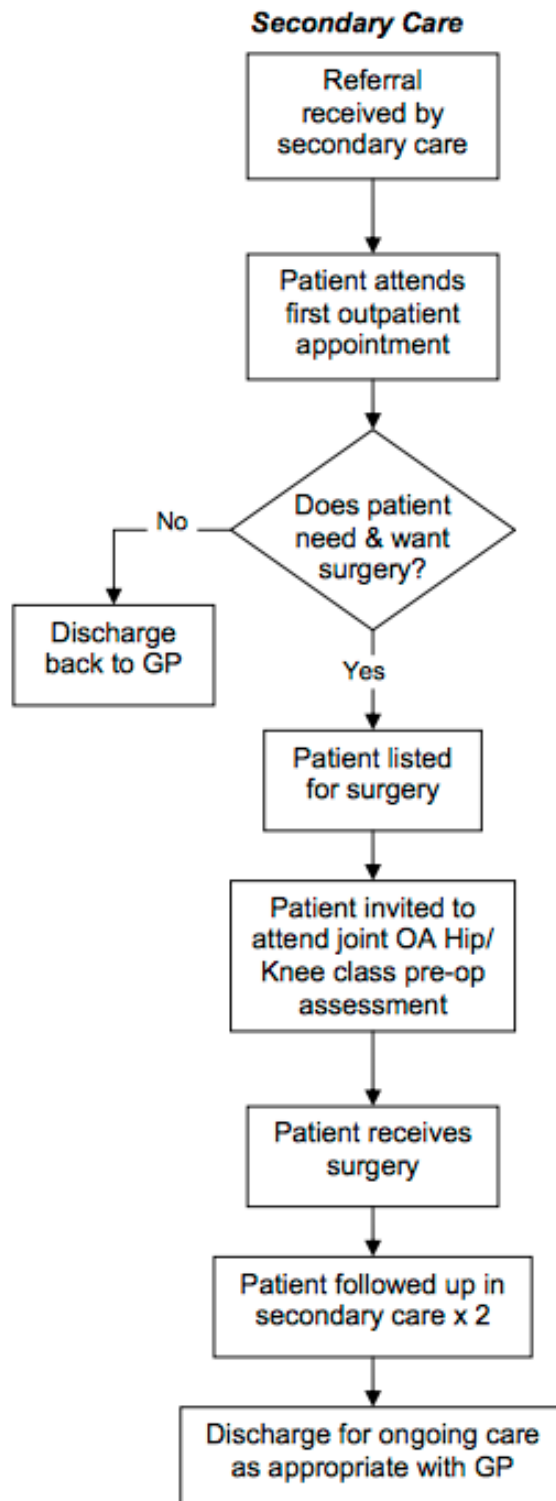 Secondary Care
Referral
received by
secondary care
Patient attends
first outpatient
appointment
Does patient
need & want
surgery?
No
Discharge
back to GP
Yes
Patient listed
for surgery
Patient invited to
attend joint OA Hip/
Knee class pre-op
assessment
Patient receives
surgery
Patient followed up in
secondary care x 2
Discharge for ongoing care
as appropriate with GP